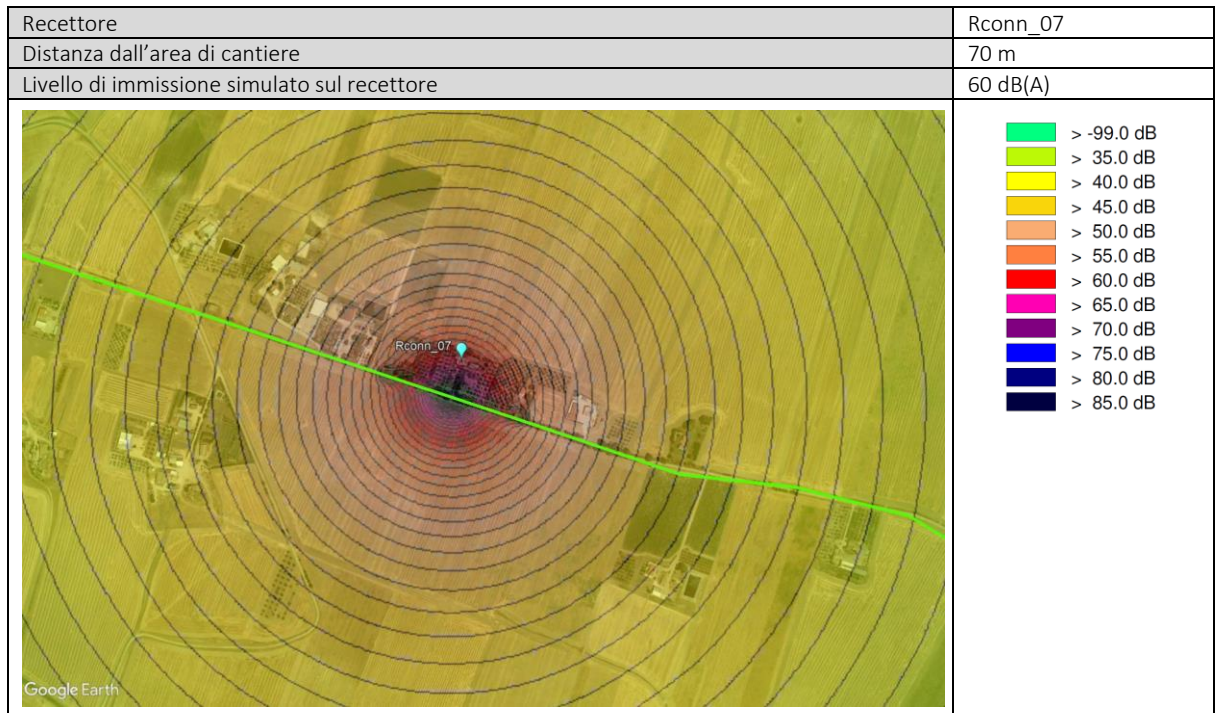 Recettore Rconn_07
Distanza dall’area di cantiere 70 m
Livello di immissione simulato sul recettore 60 dB(A)
Rconn_07
Google Earth
> -99.0 dB
> 35.0 dB
> 40.0 dB
> 45.0 dB
> 50.0 dB
> 55.0 dB
> 60.0 dB
> 65.0 dB
> 70.0 dB
> 75.0 dB
> 80.0 dB
> 85.0 dB